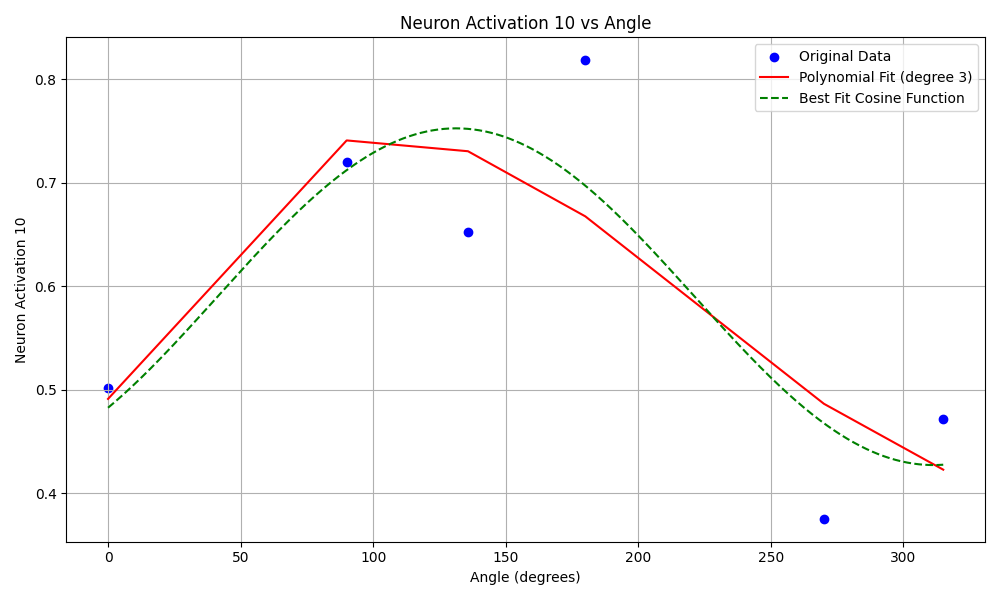 Neuron Activation 10 vs Angle
Original Data
Polynomial Fit (degree 3)
Best Fit Cosine Function
Neuron Activation 10
0.8
0.7
0.6
0.5
0.4
0
50
100
150
200
250
300
Angle (degrees)